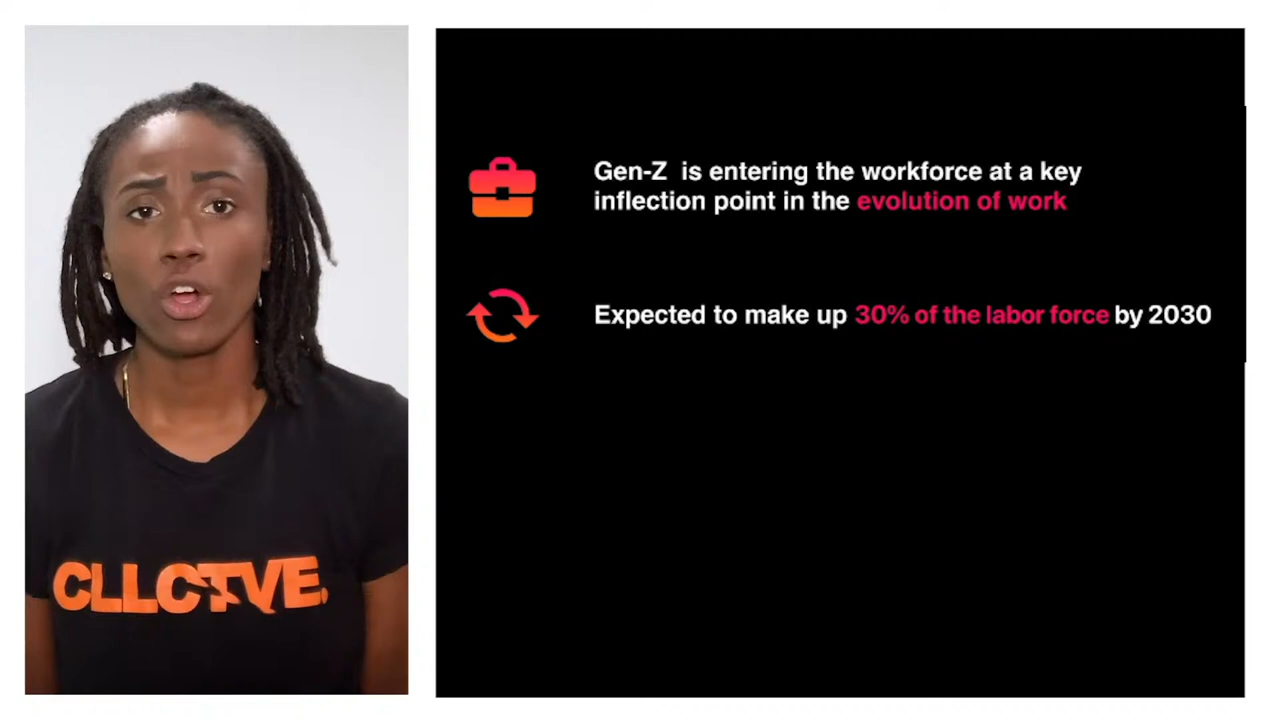 CLLCTVE.
Gen-Z is entering the workforce at a key
inflection point in the evolution of work
Expected to make up 30% of the labor force by 2030